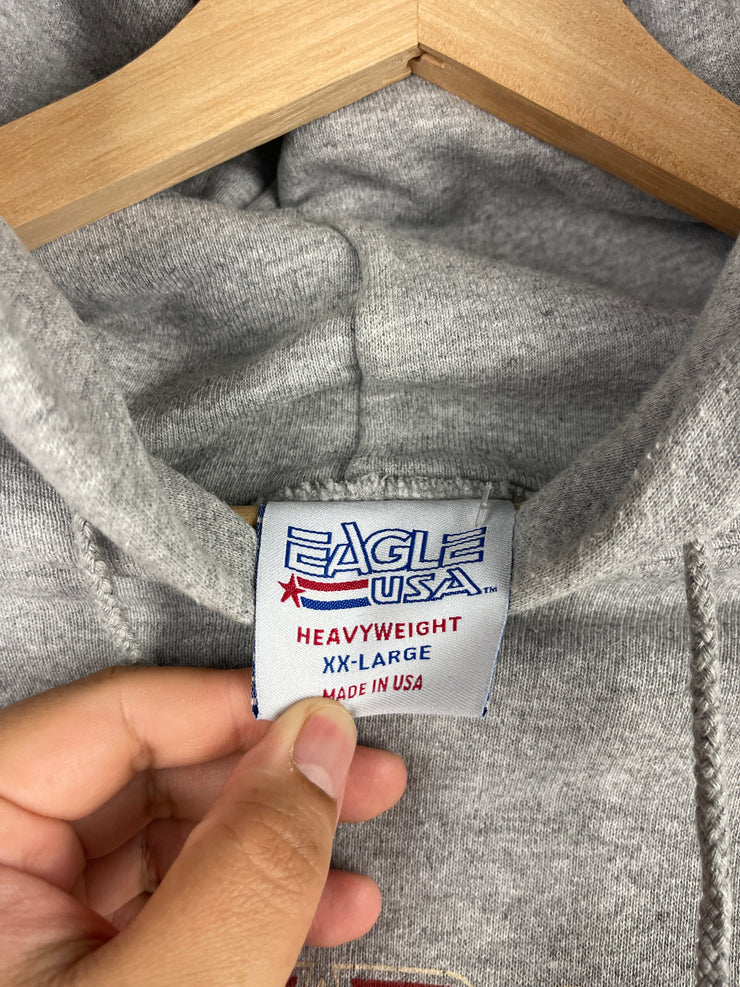 EAGLE
USA™
HEAVYWEIGHT
XX-LARGE
MADE IN USA